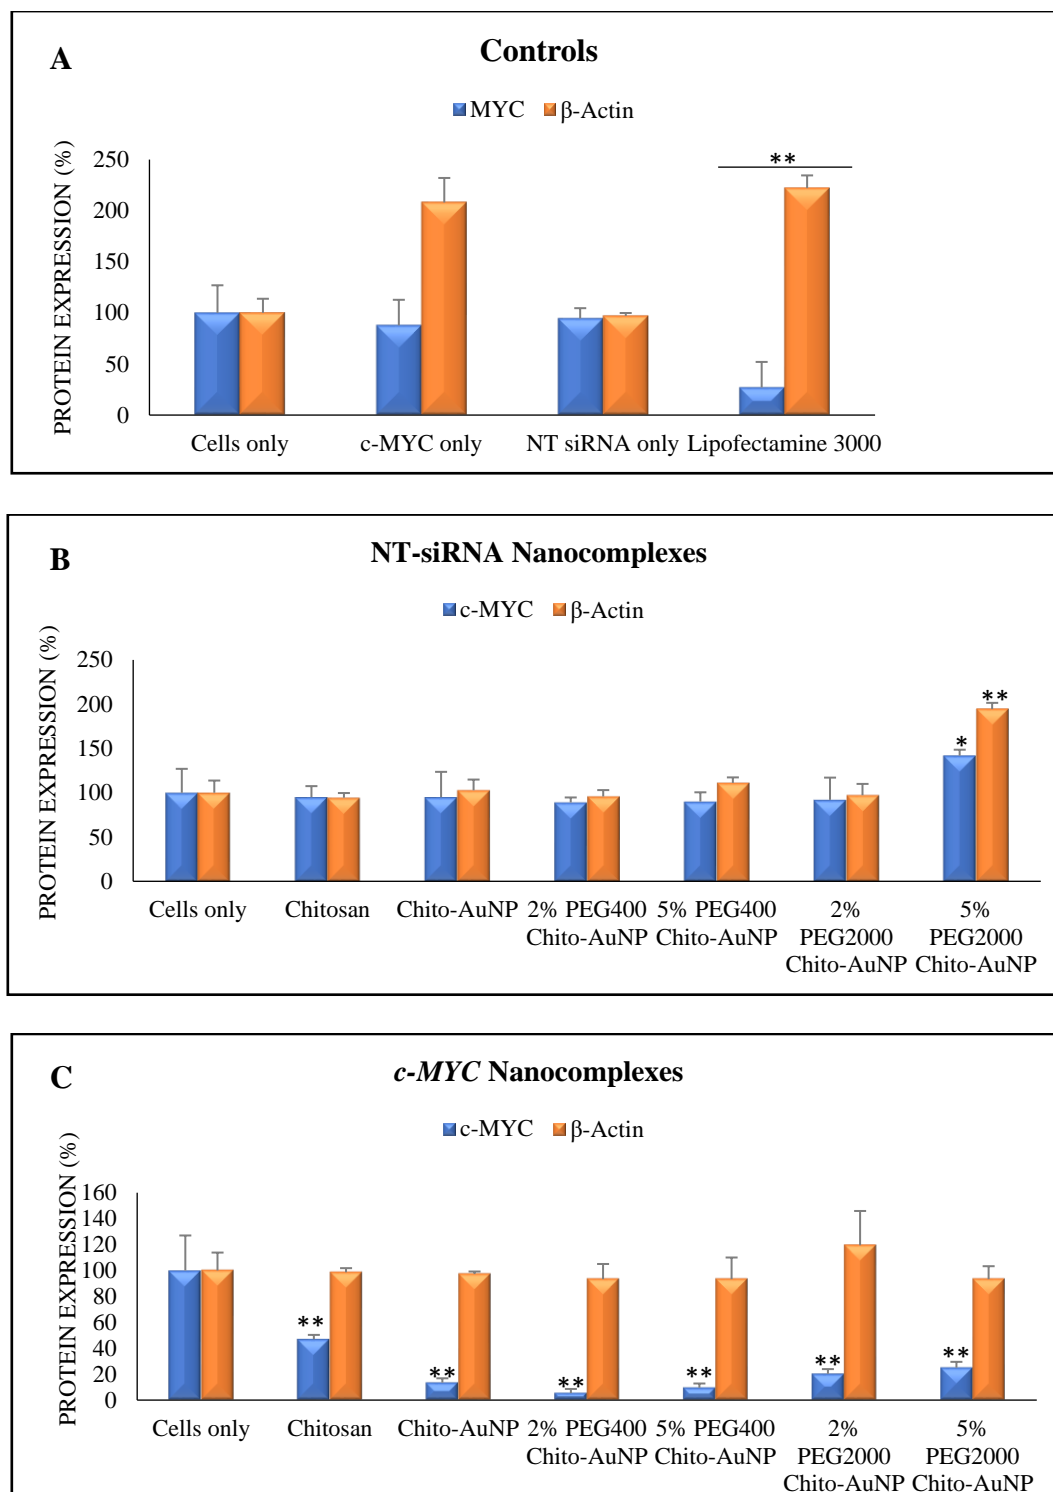 A
Controls
MYC β-Actin
PROTEIN EXPRESSION (%)
250
200
150
100
50
0
**
Cells only c-MYC only NT siRNA only Lipofectamine 3000
B
NT-siRNA Nanocomplexes
c-MYC β-Actin
PROTEIN EXPRESSION (%)
250
200
150
100
50
0
* **
Cells only Chitosan Chito-AuNP 2% PEG400 5% PEG400 2% 5%
Chito-AuNP Chito-AuNP PEG2000 PEG2000
Chito-AuNP Chito-AuNP
C
c-MYC Nanocomplexes
c-MYC β-Actin
PROTEIN EXPRESSION (%)
160
140
120
100
80
60
40
20
0
** ** ** ** ** **
Cells only Chitosan Chito-AuNP 2% PEG400 5% PEG400 2% 5%
Chito-AuNP Chito-AuNP PEG2000 PEG2000
Chito-AuNP Chito-AuNP